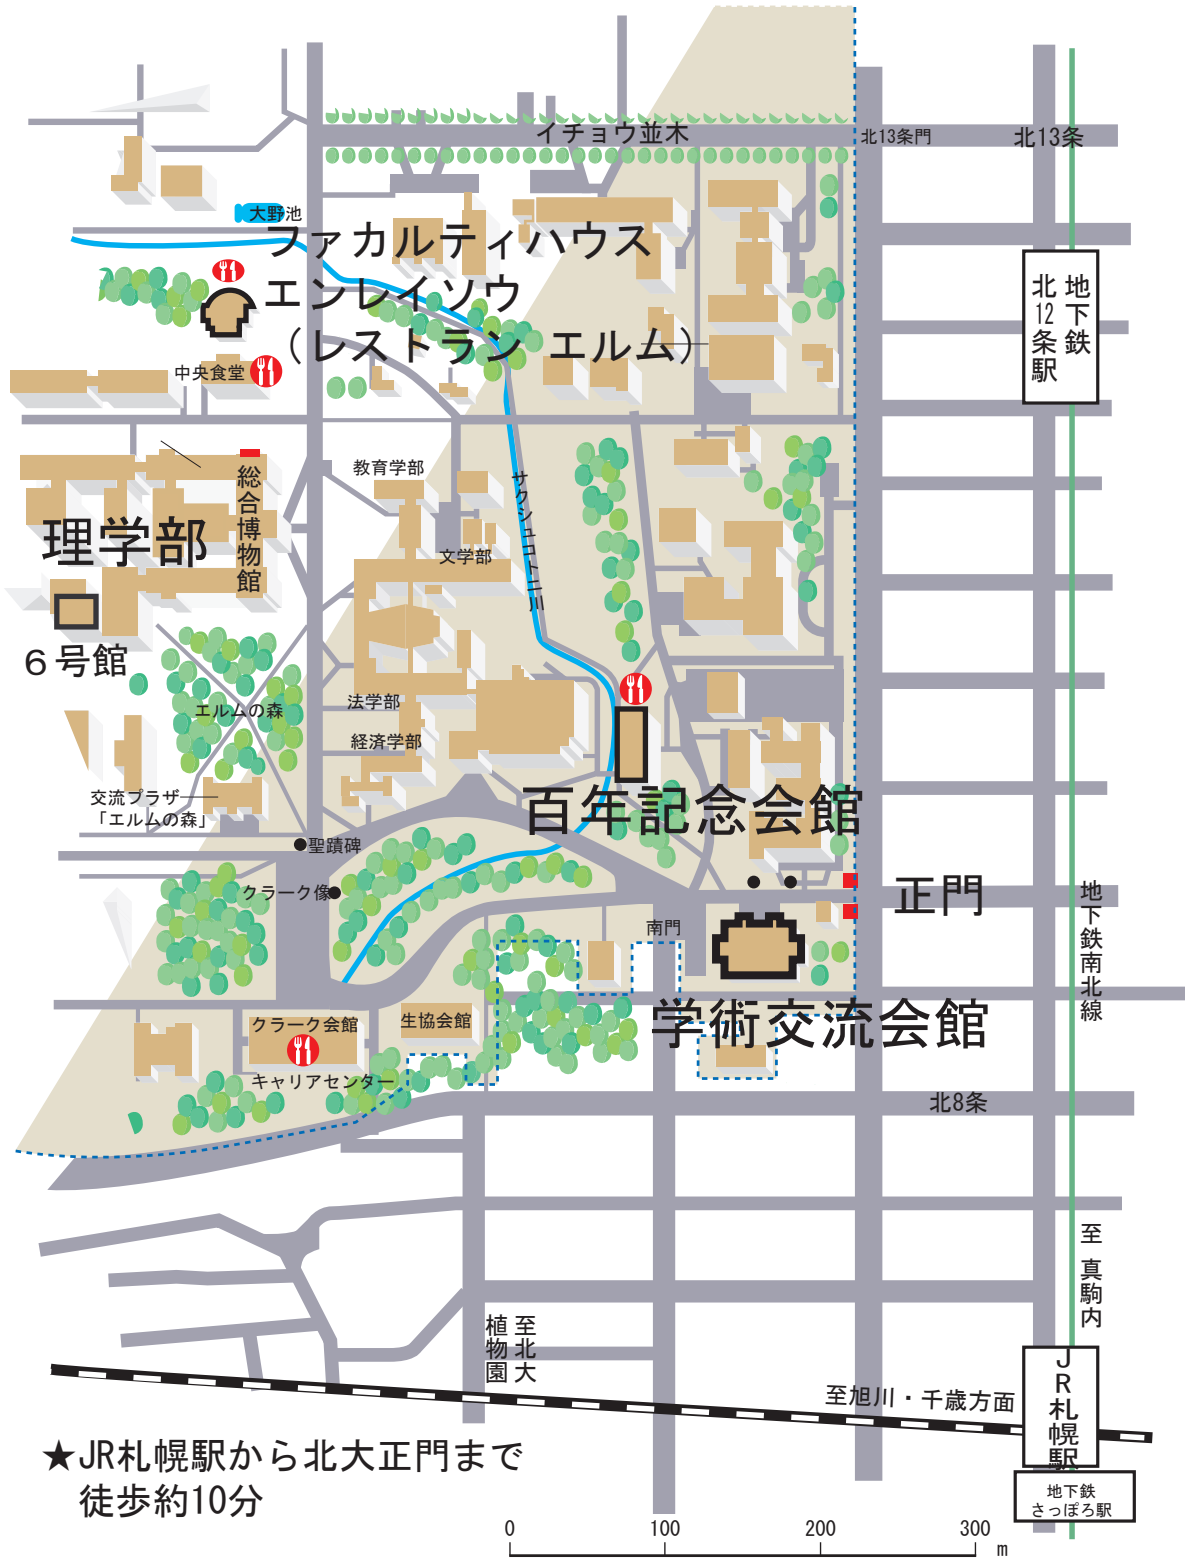 イチョウ並木
北13条門
北13条
大野池
ファカルティハウス
エンレイソウ
（レストラン エルム）
地下鉄
北12条駅
中央食堂
総合博物館
理学部
６号館
教育学部
文学部
サクシュコトニ川
エルムの森
法学部
経済学部
交流プラザ
「エルムの森」
百年記念会館
聖蹟碑
クラーク像
南門
正門
地下鉄南北線
学術交流会館
クラーク会館
生協会館
キャリアセンター
北8条
至 真駒内
至北大
植物園
至旭川・千歳方面
JR札幌駅
地下鉄
さっぽろ駅
★JR札幌駅から北大正門まで
徒歩約10分
0 100 200 300 m